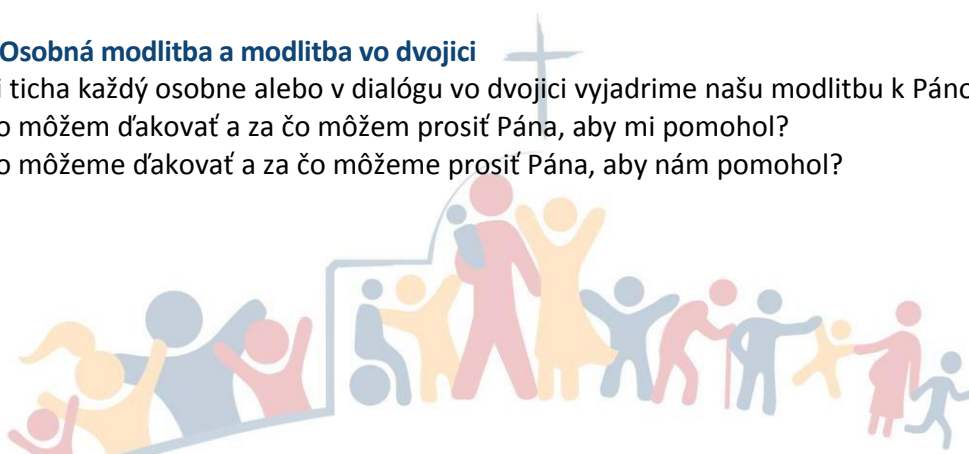 Osobná modlitba a modlitba vo dvojici
i ticha každý osobne alebo v dialógu vo dvojici vyjadrime našu modlitbu k Páno
o môžem ďakovať a za čo môžem prosiť Pána, aby mi pomohol?
o môžeme ďakovať a za čo môžeme prosiť Pána, aby nám pomohol?